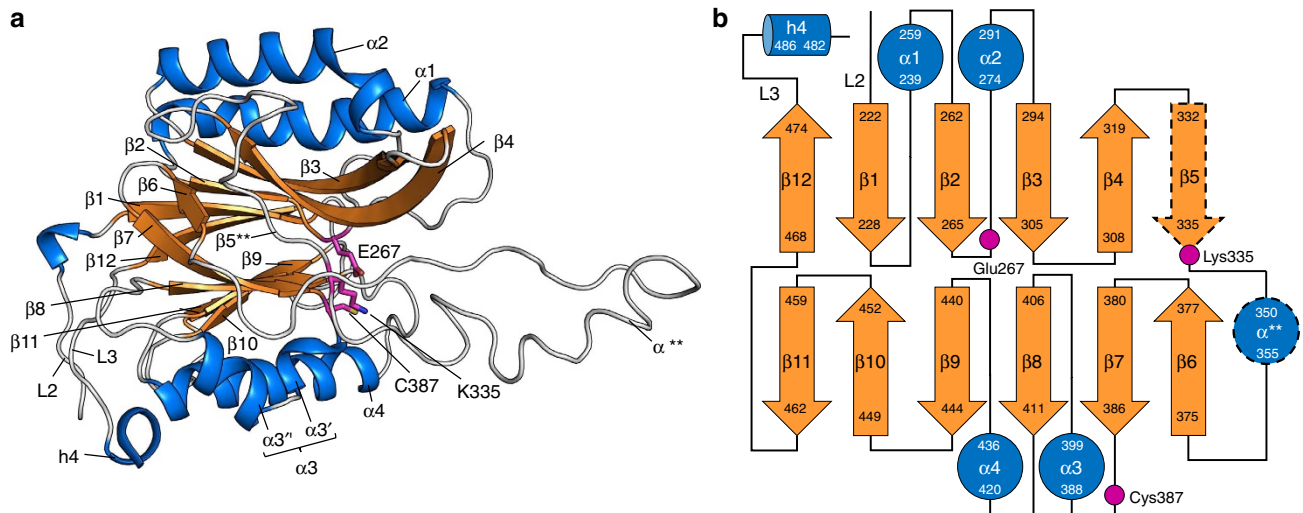 a
α2
α1
β2
β3
β4
β6
β1
β7
β5**
E267
β12
β9
β8
β11
β10
L3
L2
α**
C387
K335
α4
α3″
α3′
α3
h4
b
h4
486 482
259
α1
239
291
α2
274
L3
L2
474
β12
468
222
β1
228
262
β2
265
294
β3
305
319
β4
308
332
β5
335
Glu267
Lys335
459
β11
462
452
β10
449
440
β9
444
406
β8
411
380
β7
386
377
β6
375
350
α**
355
436
α4
420
399
α3
388
Cys387